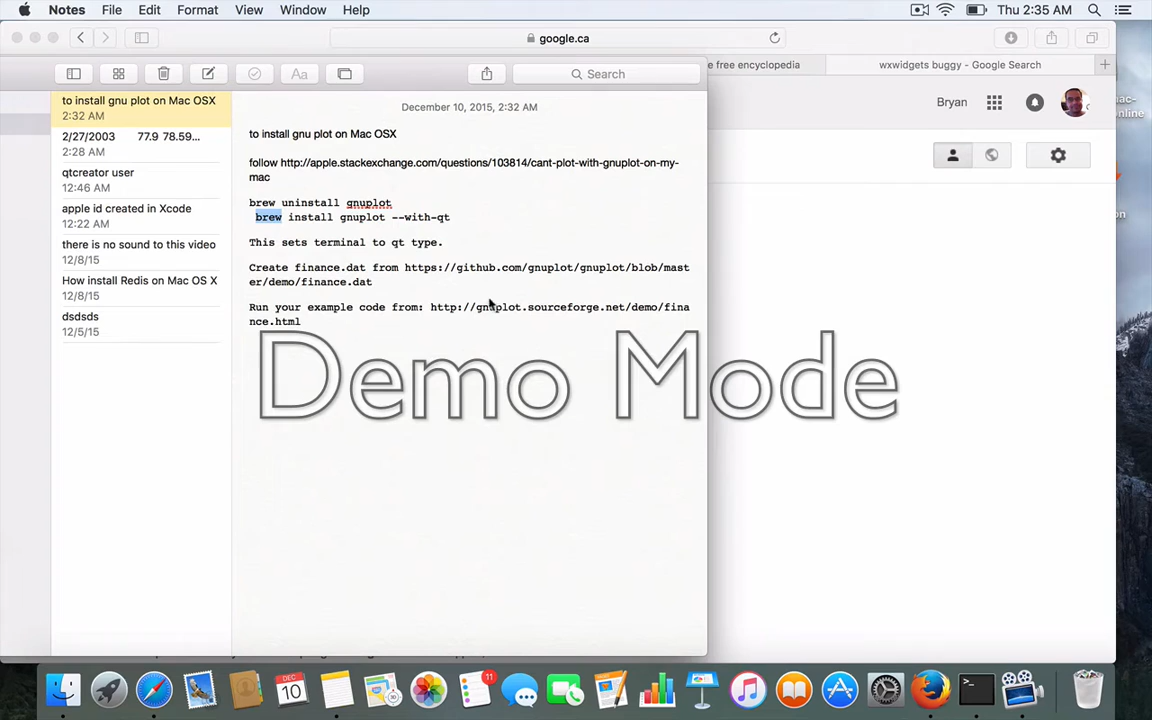 Notes File Edit Format View Window Help Thu 2:35 AM
google.ca
e free encyclopedia wxwidgets buggy - Google Search
Search
Bryan
to install gnu plot on Mac OSX
2:32 AM
2/27/2003 77.9 78.59...
2:28 AM
qtcreator user
12:46 AM
apple id created in Xcode
12:22 AM
there is no sound to this video
12/8/15
How install Redis on Mac OS X
12/8/15
dsdsds
12/5/15
December 10, 2015, 2:32 AM
to install gnu plot on Mac OSX
follow http://apple.stackexchange.com/questions/103814/cant-plot-with-gnuplot-on-my-
mac
brew uninstall gnuplot
brew install gnuplot --with-qt
This sets terminal to qt type.
Create finance.dat from https://github.com/gnuplot/gnuplot/blob/mast
er/demo/finance.dat
Run your example code from: http://gnuplot.sourceforge.net/demo/fina
nce.html
Demo Mode
nac-
online
on
DEC
10
11